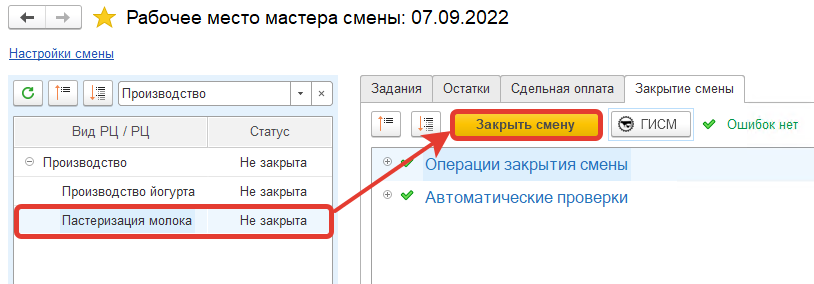 Рабочее место мастера смены: 07.09.2022
Настройки смены
Производство
Вид РЦ / РЦ Статус
Производство Не закрыта
Производство йогурта Не закрыта
Пастеризация молока Не закрыта
Задания Остатки Сдельная оплата Закрытие смены
Закрыть смену ГИСМ Ошибок нет
Операции закрытия смены
Автоматические проверки